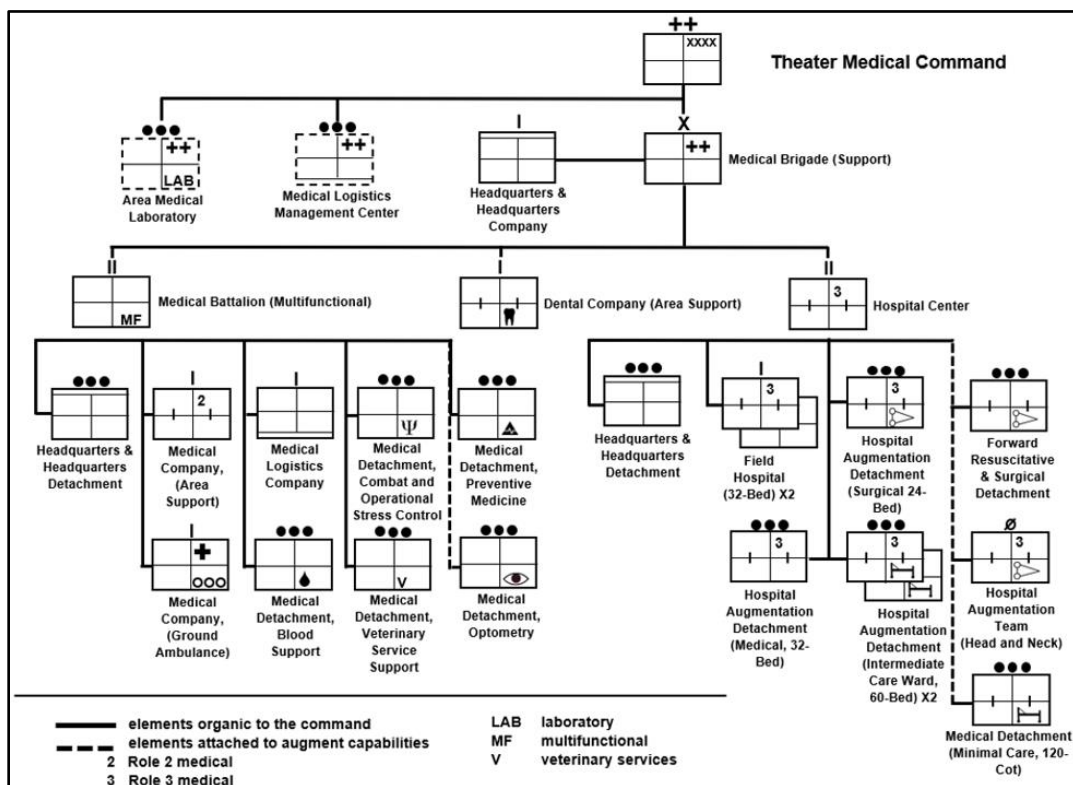 ++
XXXX
Theater Medical Command
++
LAB
Area Medical
Laboratory
++
Medical Logistics
Management Center
I
Headquarters &
Headquarters
Company
X
++
Medical Brigade (Support)
II
MF
Medical Battalion (Multifunctional)
I
Dental Company (Area Support)
II
3
Hospital Center
Headquarters &
Headquarters
Detachment
I
2
Medical
Company,
(Area
Support)
I
Medical
Logistics
Company
Ψ
Medical
Detachment,
Combat and
Operational
Stress Control
Medical
Detachment,
Preventive
Medicine
Headquarters &
Headquarters
Detachment
I
3
Field
Hospital
(32-Bed) X2
3
Hospital
Augmentation
Detachment
(Surgical 24-
Bed)
Forward
Resuscitative
& Surgical
Detachment
I
Medical
Company,
(Ground
Ambulance)
Medical
Detachment,
Blood
Support
V
Medical
Detachment,
Veterinary
Service
Support
Medical
Detachment,
Optometry
3
Hospital
Augmentation
Detachment
(Medical, 32-
Bed)
3
Hospital
Augmentation
Detachment
(Intermediate
Care Ward,
60-Bed) X2
Ø
3
Hospital
Augmentation
Team
(Head and Neck)
Medical Detachment
(Minimal Care, 120-
Cot)
elements organic to the command
elements attached to augment capabilities
2 Role 2 medical
3 Role 3 medical
LAB laboratory
MF multifunctional
V veterinary services